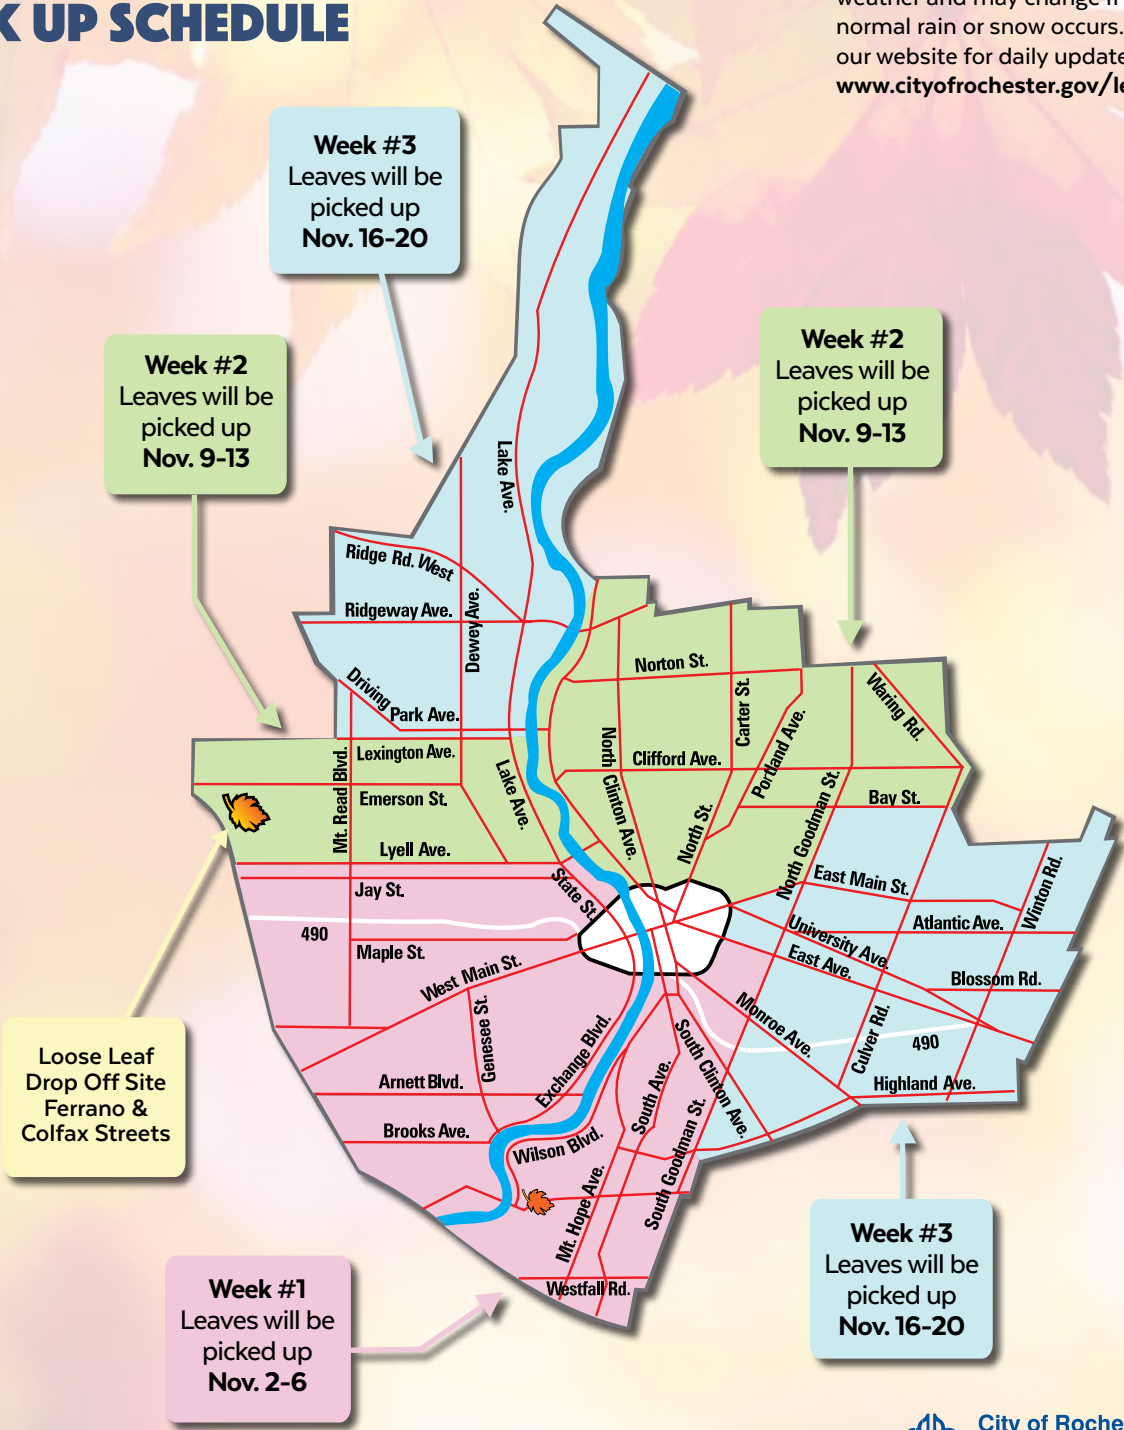 K UP SCHEDULE
normal rain or snow occurs.
our website for daily update
www.cityofrochester.gov/le
Week #3
Leaves will be
picked up
Nov. 16-20
Week #2
Leaves will be
picked up
Nov. 9-13
Week #2
Leaves will be
picked up
Nov. 9-13
Lake Ave.
Ridge Rd. West
Ridgeway Ave.
Dewey Ave.
Driving
Park Ave.
Norton St.
Carter St.
Waring Rd.
Portland Ave.
North Clinton Ave.
Clifford Ave.
Lexington Ave.
Mt. Read Blvd.
Emerson St.
Lake Ave.
Lyell Ave.
North St.
North Goodman St.
Bay St.
Jay St.
State St.
East Main St.
Winton Rd.
490
Maple St.
University Ave.
Atlantic Ave.
East Ave.
Blossom Rd.
West Main St.
Genesee St.
Exchange Blvd.
Monroe Ave.
Culver Rd.
490
Highland Ave.
Arnett Blvd.
South Ave.
South Clinton Ave.
Brooks Ave.
Wilson Blvd.
South Goodman St.
Mt. Hope Ave.
Westfall Rd.
Loose Leaf
Drop Off Site
Ferrano &
Colfax Streets
Week #1
Leaves will be
picked up
Nov. 2-6
Week #3
Leaves will be
picked up
Nov. 16-20
City of Roche